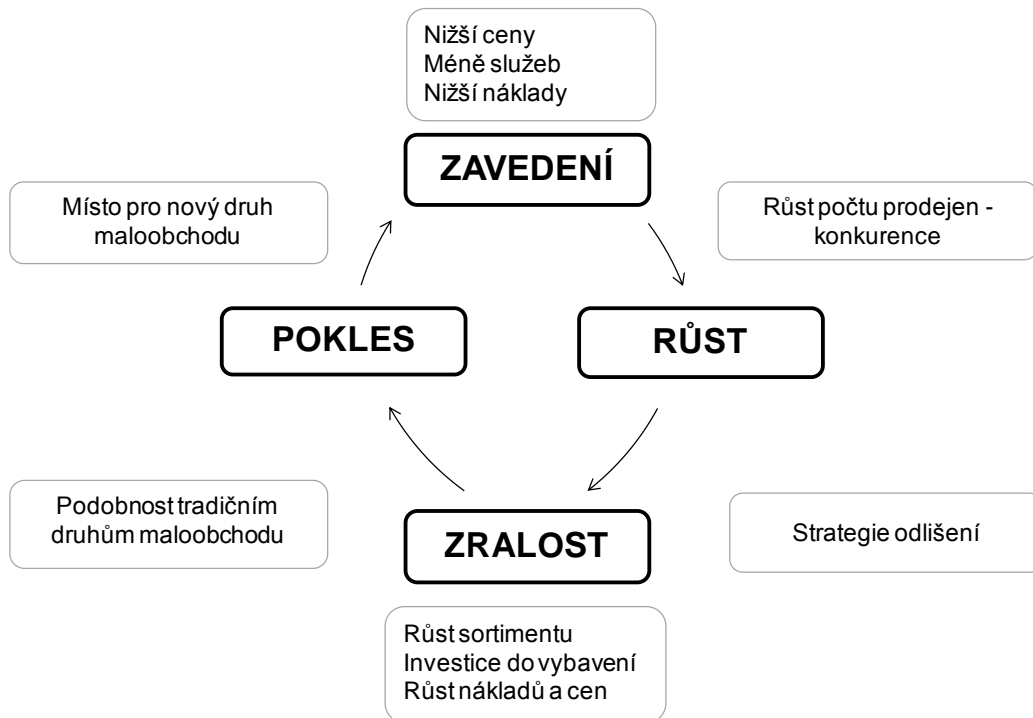 Nižší ceny
Méně služeb
Nižší náklady
ZAVEDENÍ
Místo pro nový druh
maloobchodu
Růst počtu prodejen -
konkurence
POKLES
RŮST
Podobnost tradičním
druhům maloobchodu
ZRALOST
Strategie odlišení
Růst sortimentu
Investice do vybavení
Růst nákladů a cen